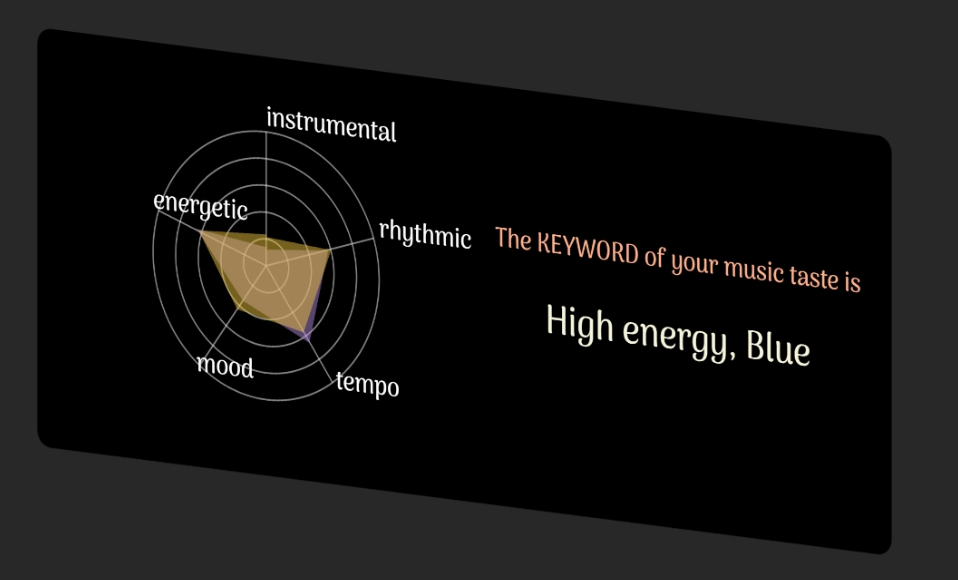 instrumental
energetic
rhythmic
mood
tempo
The KEYWORD of your music taste is
High energy, Blue